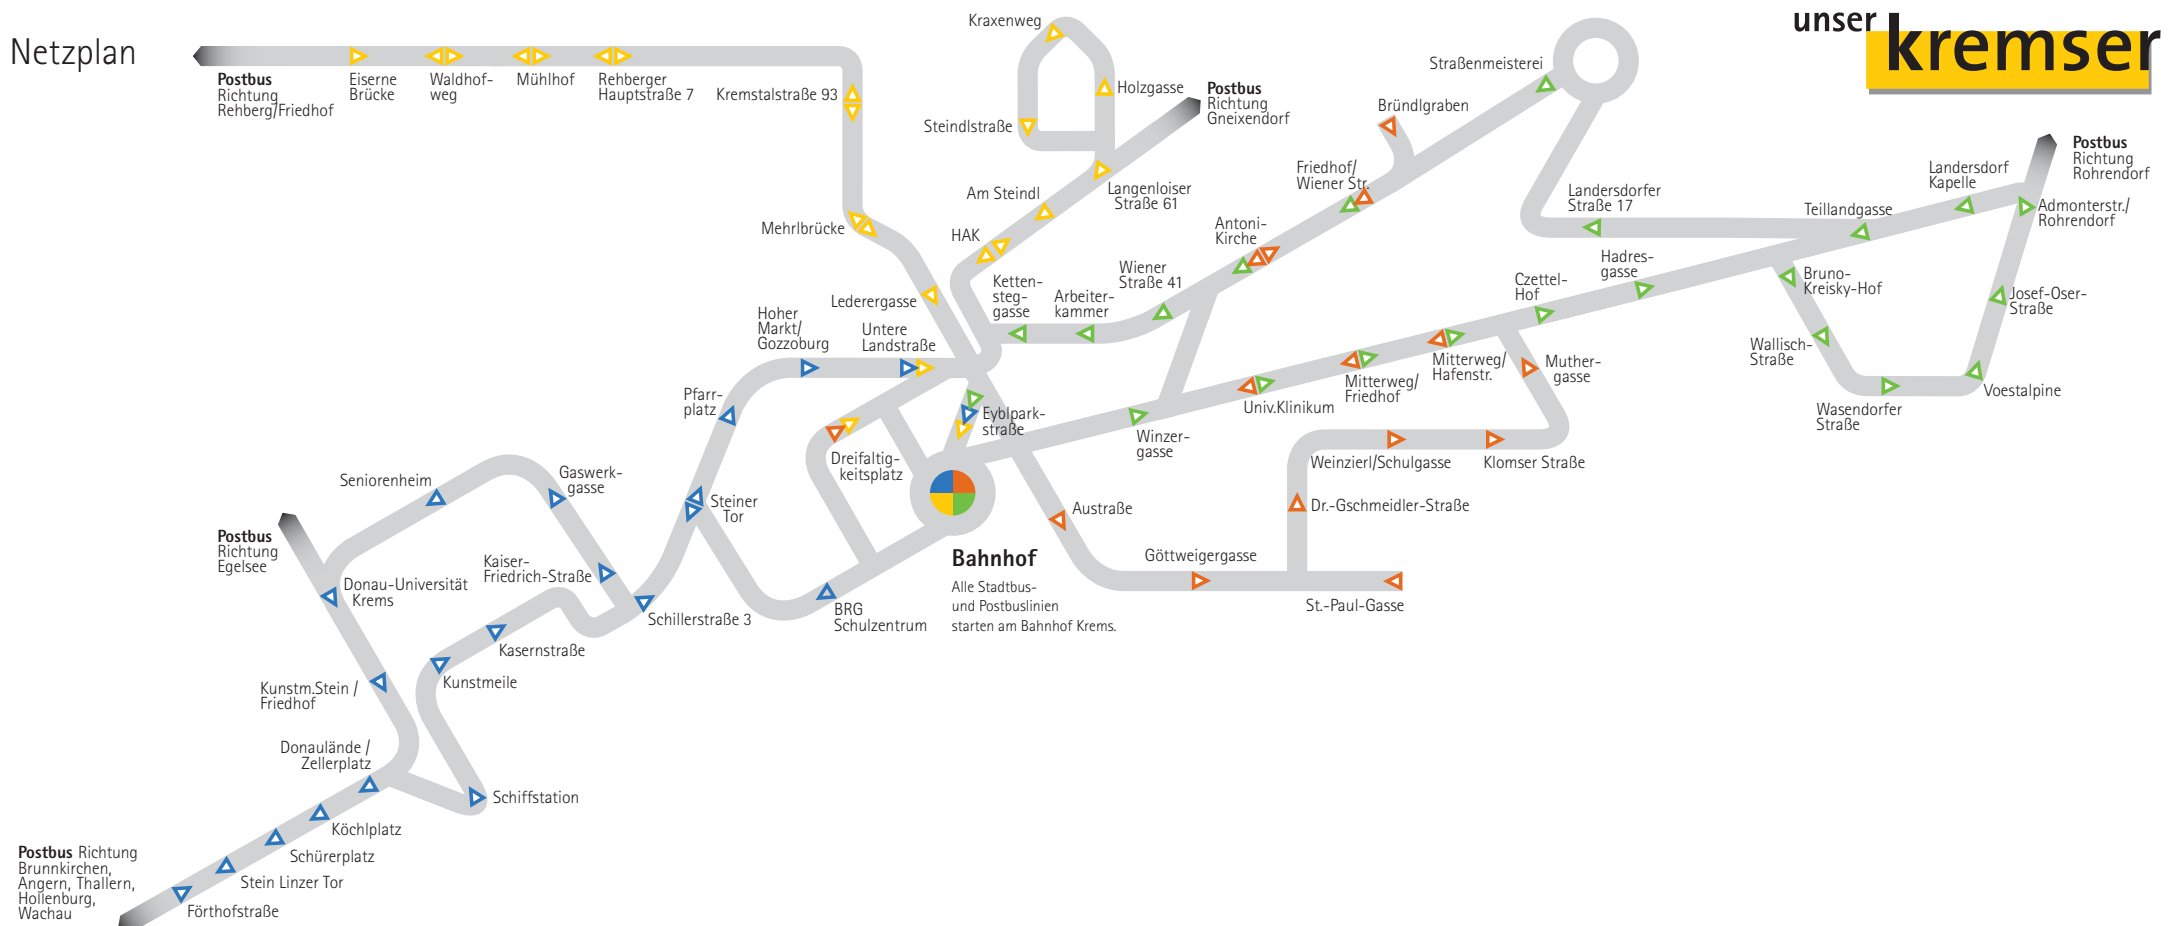 Netzplan
unser
kremser
Postbus
Richtung
Rehberg/Friedhof
Eiserne
Brücke
Waldhof-
weg
Mühlhof
Rehberger
Hauptstraße 7
Kremstalstraße 93
Kraxenweg
Holzgasse
Steindlstraße
Postbus
Richtung
Gneixendorf
Langenloiser
Straße 61
Am Steindl
HAK
Mehrlbrücke
Lederergasse
Hoher
Markt/
Gozzoburg
Untere
Landstraße
Ketten-
steg-
gasse
Arbeiter-
kammer
Wiener
Straße 41
Antoni-
Kirche
Friedhof/
Wiener Str.
Bründlgraben
Straßenmeisterei
Landersdorfer
Straße 17
Teillandgasse
Landersdorf
Kapelle
Postbus
Richtung
Rohrendorf
Admonterstr./
Rohrendorf
Josef-Oser-
Straße
Voestalpine
Wasendorfer
Straße
Wallisch-
Straße
Bruno-
Kreisky-Hof
Hadres-
gasse
Czettel-
Hof
Mitterweg/
Hafenstr.
Mitterweg/
Friedhof
Univ.Klinikum
Winzer-
gasse
Muther-
gasse
Klomser Straße
Weinzierl/Schulgasse
Dr.-Gschmeidler-Straße
Göttweigergasse
St.-Paul-Gasse
Austraße
Eyblpark-
straße
Dreifaltig-
keitsplatz
Pfarr-
platz
Steiner
Tor
Bahnhof
Alle Stadtbus-
und Postbuslinien
starten am Bahnhof Krems.
BRG
Schulzentrum
Schillerstraße 3
Gaswerk-
gasse
Seniorenheim
Kaiser-
Friedrich-Straße
Postbus
Richtung
Egelsee
Donau-Universität
Krems
Kasernstraße
Kunstmeile
Kunstm.Stein /
Friedhof
Donaulände /
Zellerplatz
Schiffstation
Köchlplatz
Schürerplatz
Stein Linzer Tor
Förthofstraße
Postbus Richtung
Brunnkirchen,
Angern, Thallern,
Hollenburg,
Wachau